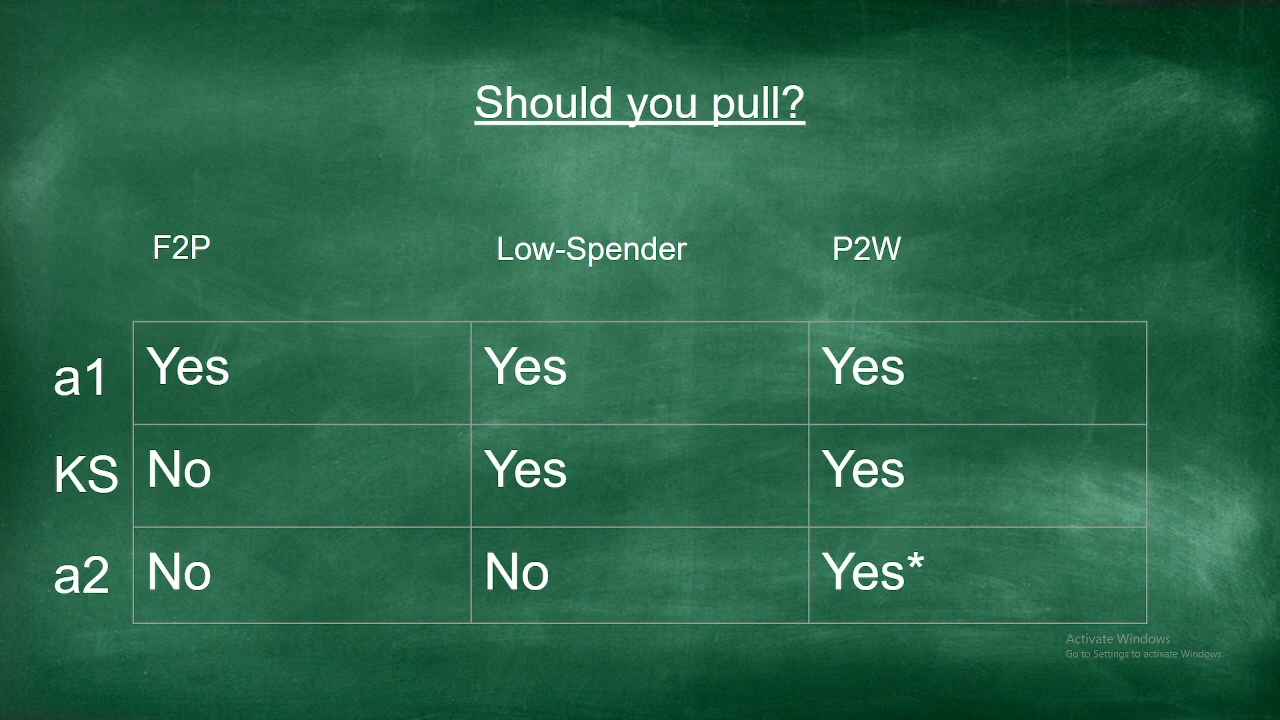 Should you pull?
F2P Low-Spender P2W
a1 Yes Yes Yes
KS No Yes Yes
a2 No No Yes*
Activate Windows
Go to Settings to activate Windows.